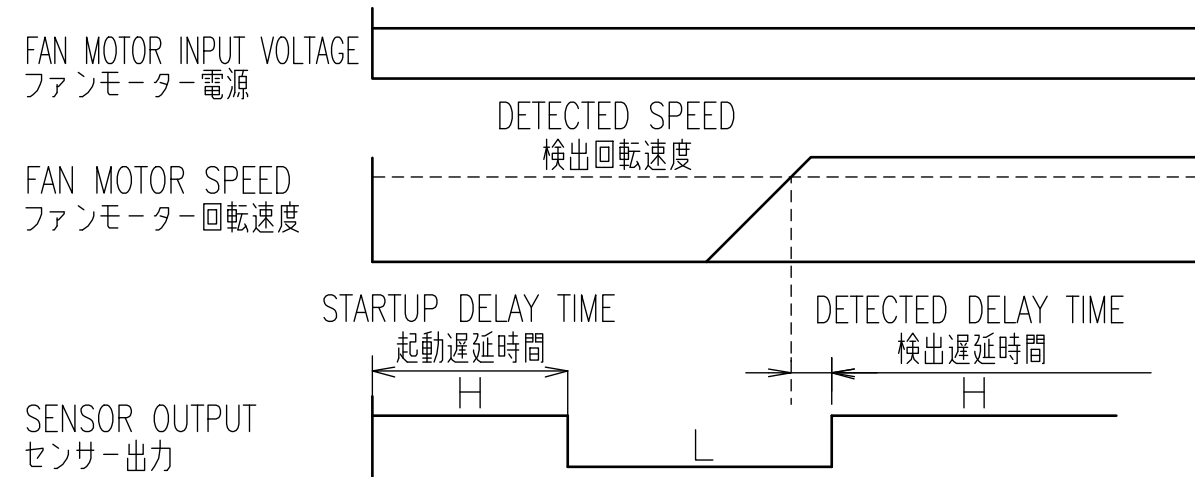 FAN MOTOR INPUT VOLTAGE
ファンモーター電源
DETECTED SPEED
検出回転速度
FAN MOTOR SPEED
ファンモーター回転速度
STARTUP DELAY TIME
起動遅延時間
DETECTED DELAY TIME
検出遅延時間
H
H
SENSOR OUTPUT
センサー出力
L